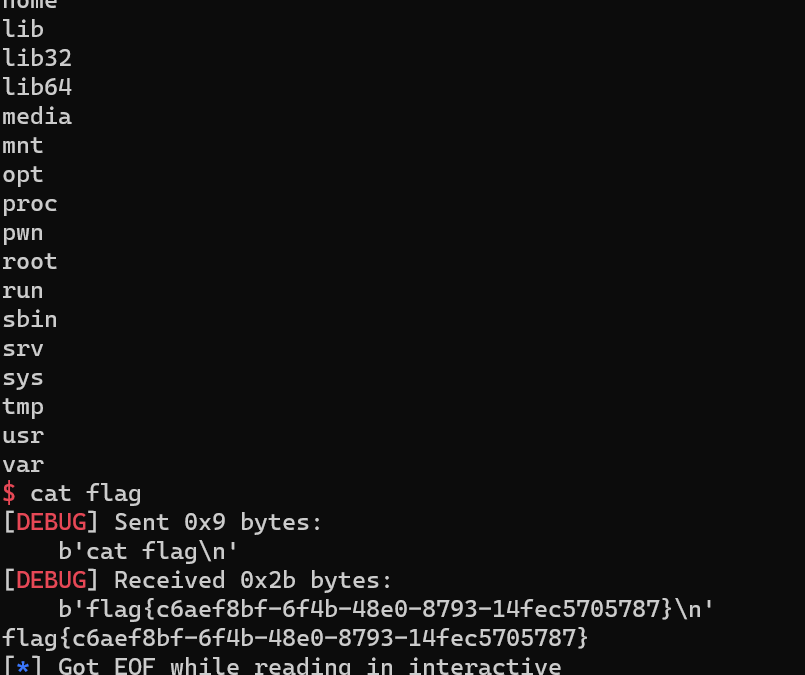 home
lib
lib32
lib64
media
mnt
opt
proc
pwn
root
run
sbin
srv
sys
tmp
usr
var
$ cat flag
[DEBUG] Sent 0x9 bytes:
    b'cat flag\n'
[DEBUG] Received 0x2b bytes:
    b'flag{c6aef8bf-6f4b-48e0-8793-14fec5705787}\n'
flag{c6aef8bf-6f4b-48e0-8793-14fec5705787}
[*] Got EOF while reading in interactive